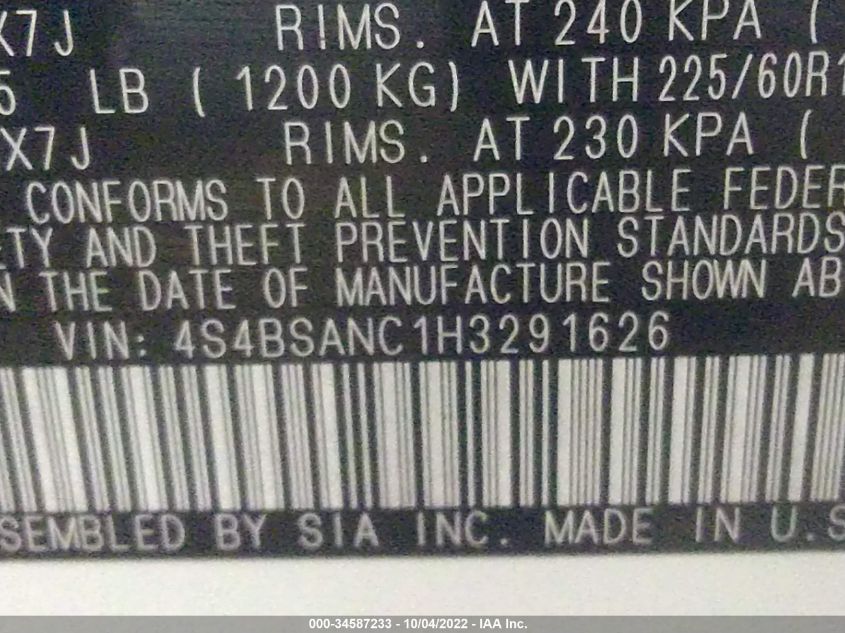 X7J RIMS. AT 240 KPA (
5 LB ( 1200 KG) WITH 225/60R1
X7J RIMS. AT 230 KPA (
CONFORMS TO ALL APPLICABLE FEDER
ETY AND THEFT PREVENTION STANDARDS
N THE DATE OF MANUFACTURE SHOWN AB
VIN: 4S4BSANC1H3291626
SEMBLED BY SIA INC. MADE IN U.S
000-34587233 - 10/04/2022 - IAA Inc.